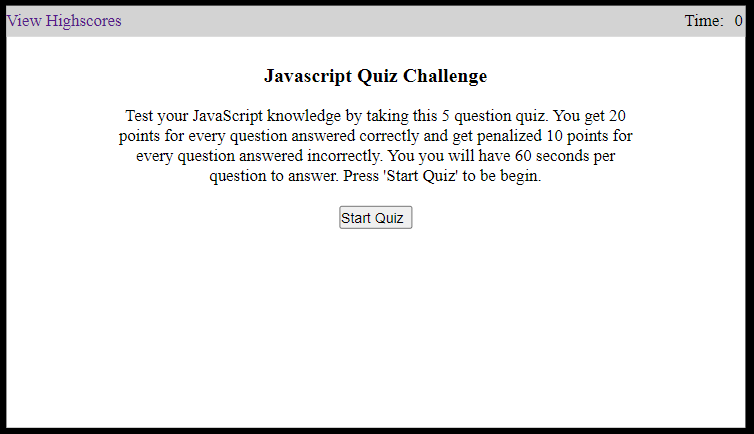 View Highscores Time: 0
Javascript Quiz Challenge
Test your JavaScript knowledge by taking this 5 question quiz. You get 20
points for every question answered correctly and get penalized 10 points for
every question answered incorrectly. You you will have 60 seconds per
question to answer. Press 'Start Quiz' to be begin.
Start Quiz